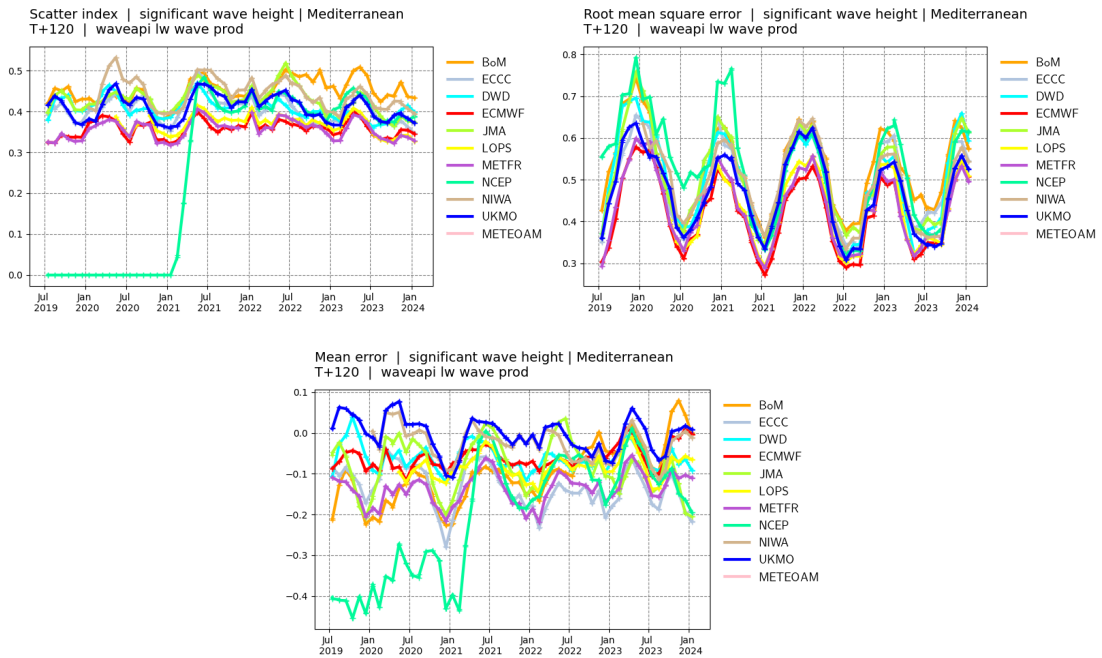 Scatter index | significant wave height | Mediterranean
T+120 | waveapi lw wave prod
0.5
0.4
0.3
0.2
0.1
0.0
Jul 2019
Jan 2020
Jul 2020
Jan 2021
Jul 2021
Jan 2022
Jul 2022
Jan 2023
Jul 2023
Jan 2024
BoM
ECCC
DWD
ECMWF
JMA
LOPS
METFR
NCEP
NIWA
UKMO
METEOAM
Root mean square error | significant wave height | Mediterranean
T+120 | waveapi lw wave prod
0.8
0.7
0.6
0.5
0.4
0.3
Jul 2019
Jan 2020
Jul 2020
Jan 2021
Jul 2021
Jan 2022
Jul 2022
Jan 2023
Jul 2023
Jan 2024
BoM
ECCC
DWD
ECMWF
JMA
LOPS
METFR
NCEP
NIWA
UKMO
METEOAM
Mean error | significant wave height | Mediterranean
T+120 | waveapi lw wave prod
0.1
0.0
−0.1
−0.2
−0.3
−0.4
Jul 2019
Jan 2020
Jul 2020
Jan 2021
Jul 2021
Jan 2022
Jul 2022
Jan 2023
Jul 2023
Jan 2024
BoM
ECCC
DWD
ECMWF
JMA
LOPS
METFR
NCEP
NIWA
UKMO
METEOAM